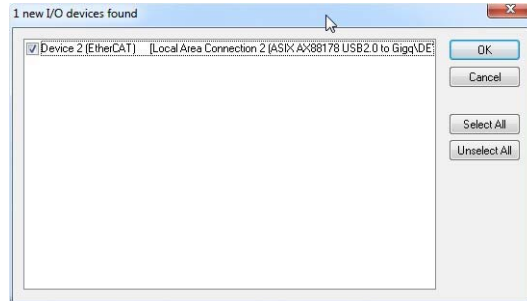 1 new I/O devices found
Device 2 (EtherCAT) [Local Area Connection 2 (ASIX AX88178 USB2.0 to Gigq\DE
OK
Cancel
Select All
Unselect All